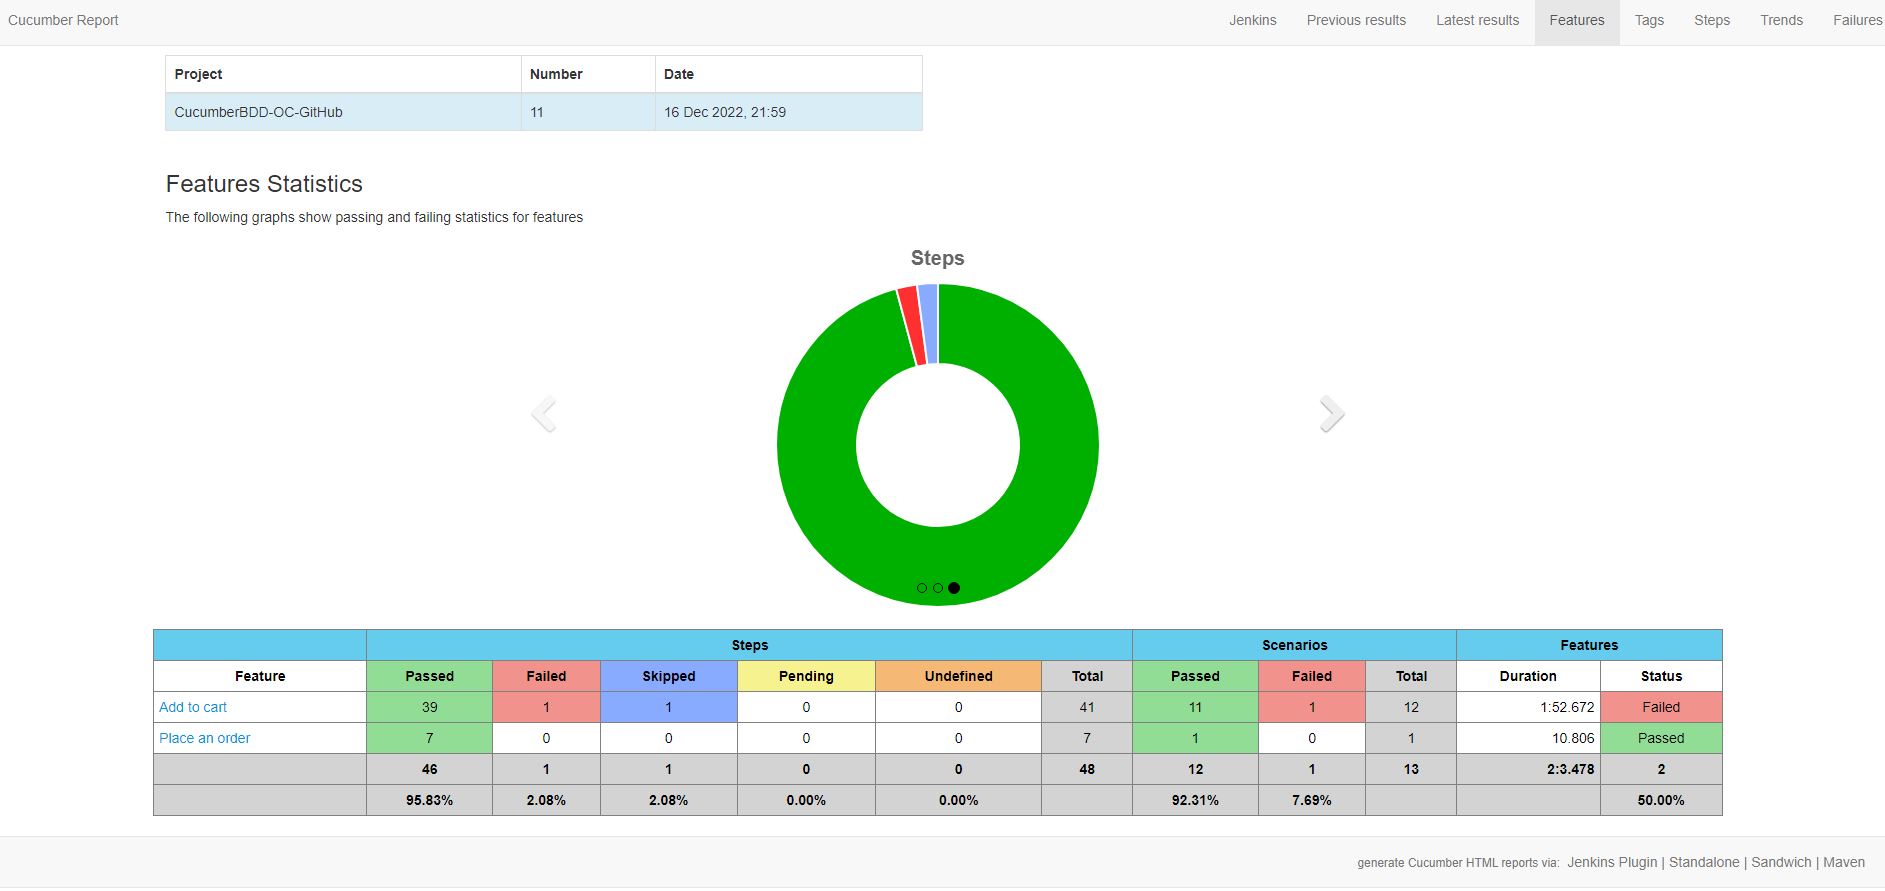 Cucumber Report Jenkins Previous results Latest results Features Tags Steps Trends Failures
Project Number Date
CucumberBDD-OC-GitHub 11 16 Dec 2022, 21:59
Features Statistics
The following graphs show passing and failing statistics for features
Steps
Steps Scenarios Features
Feature Passed Failed Skipped Pending Undefined Total Passed Failed Total Duration Status
Add to cart 39 1 1 0 0 41 11 1 12 1:52.672 Failed
Place an order 7 0 0 0 0 7 1 0 1 10.806 Passed
46 1 1 0 0 48 12 1 13 2:3.478 2
95.83% 2.08% 2.08% 0.00% 0.00% 92.31% 7.69% 50.00%
generate Cucumber HTML reports via: Jenkins Plugin | Standalone | Sandwich | Maven